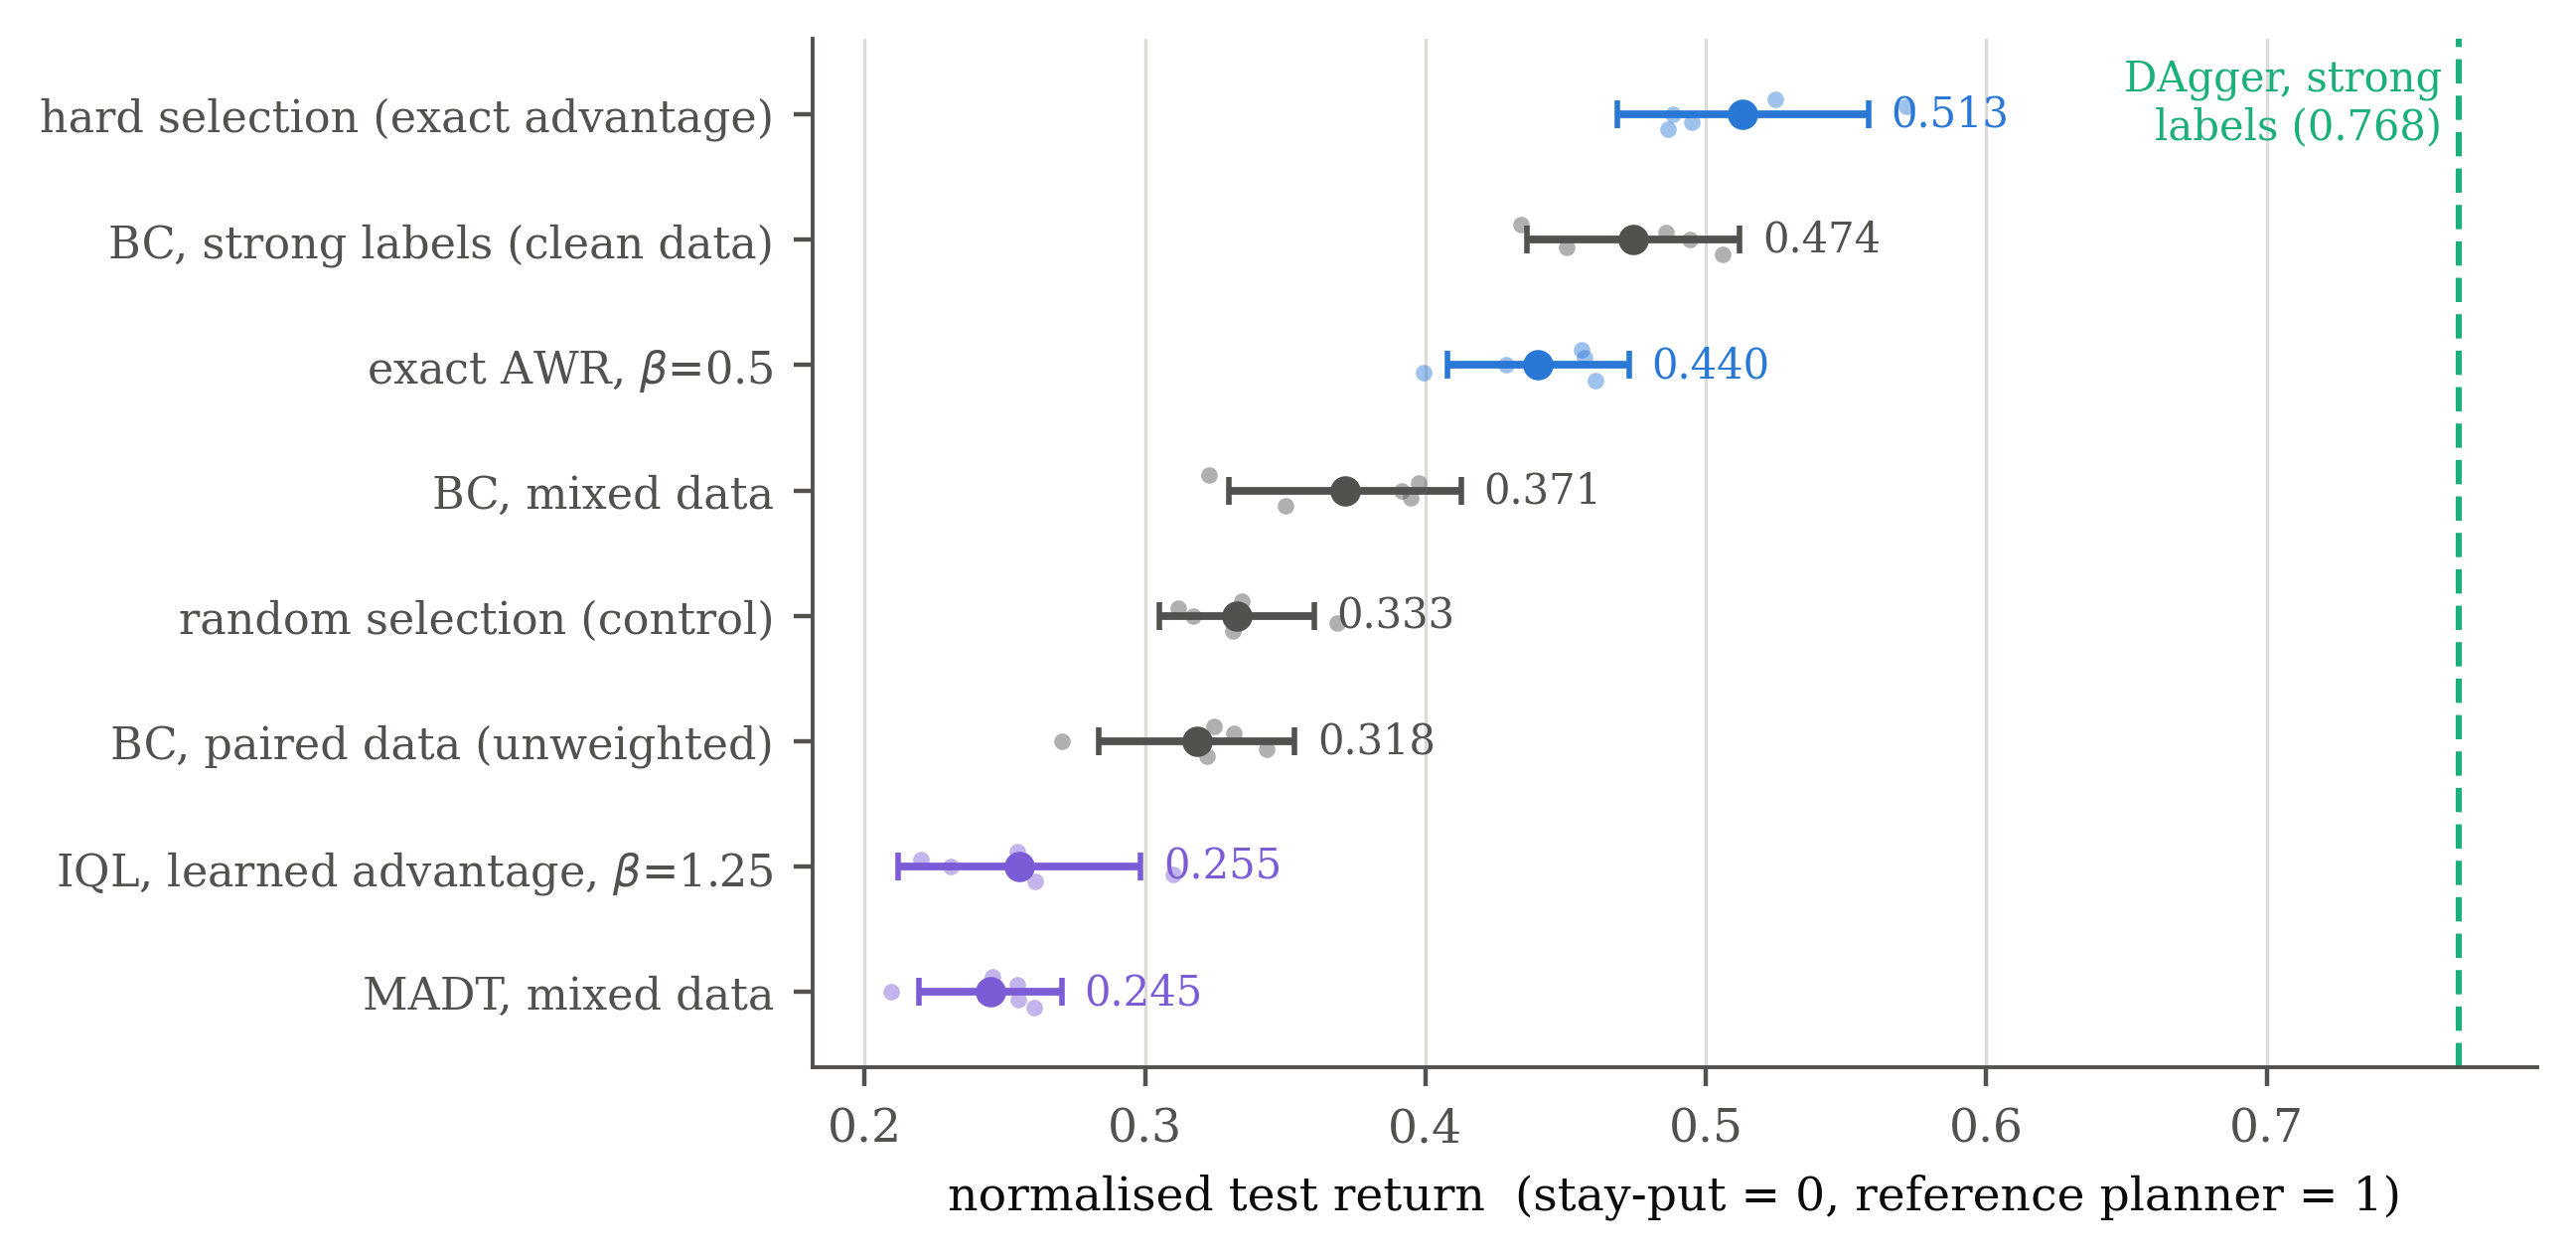 DAgger, strong
labels (0.768)
hard selection (exact advantage)
0.513
BC, strong labels (clean data)
0.474
exact AWR, β=0.5
0.440
BC, mixed data
0.371
random selection (control)
0.333
BC, paired data (unweighted)
0.318
IQL, learned advantage, β=1.25
0.255
MADT, mixed data
0.245
0.2 0.3 0.4 0.5 0.6 0.7
normalised test return (stay-put = 0, reference planner = 1)